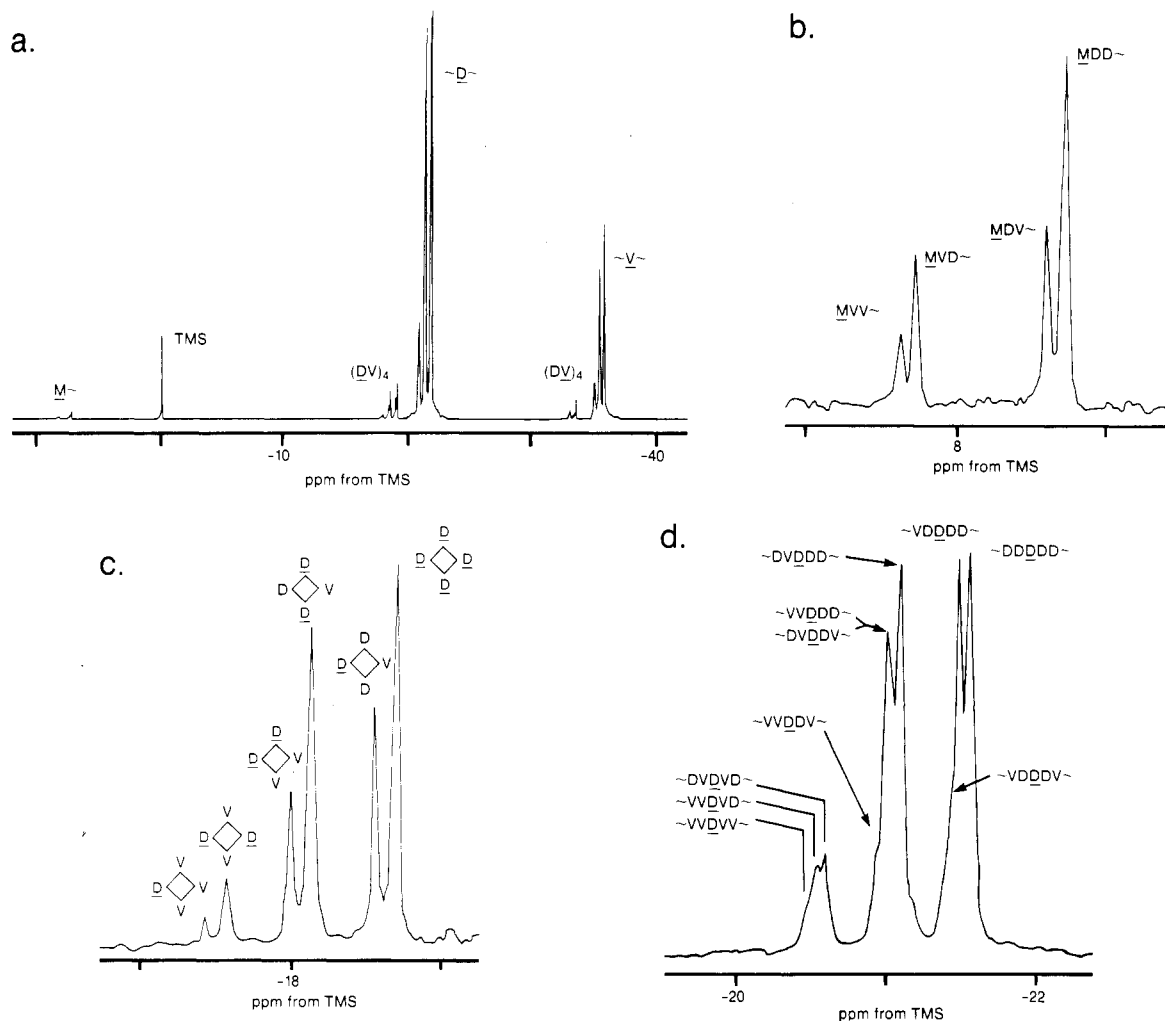 a.
~D~
TMS
(DV)₄
M~
(DV)₄
~V~
-10
-40
ppm from TMS
b.
MDD~
MDV~
MVD~
MVV~
8
ppm from TMS
c.
D
D D
D
D
D V
D
D
D V
D
D
D V
V
V
D D
V
V
D V
V
-18
ppm from TMS
d.
~VDDDD~
~DVDDD~
~DDDDD~
~VVDDD~
~DVDDV~
~VVDDV~
~DVDVD~
~VVDVD~
~VVDVV~
~VDDDV~
-20
-22
ppm from TMS